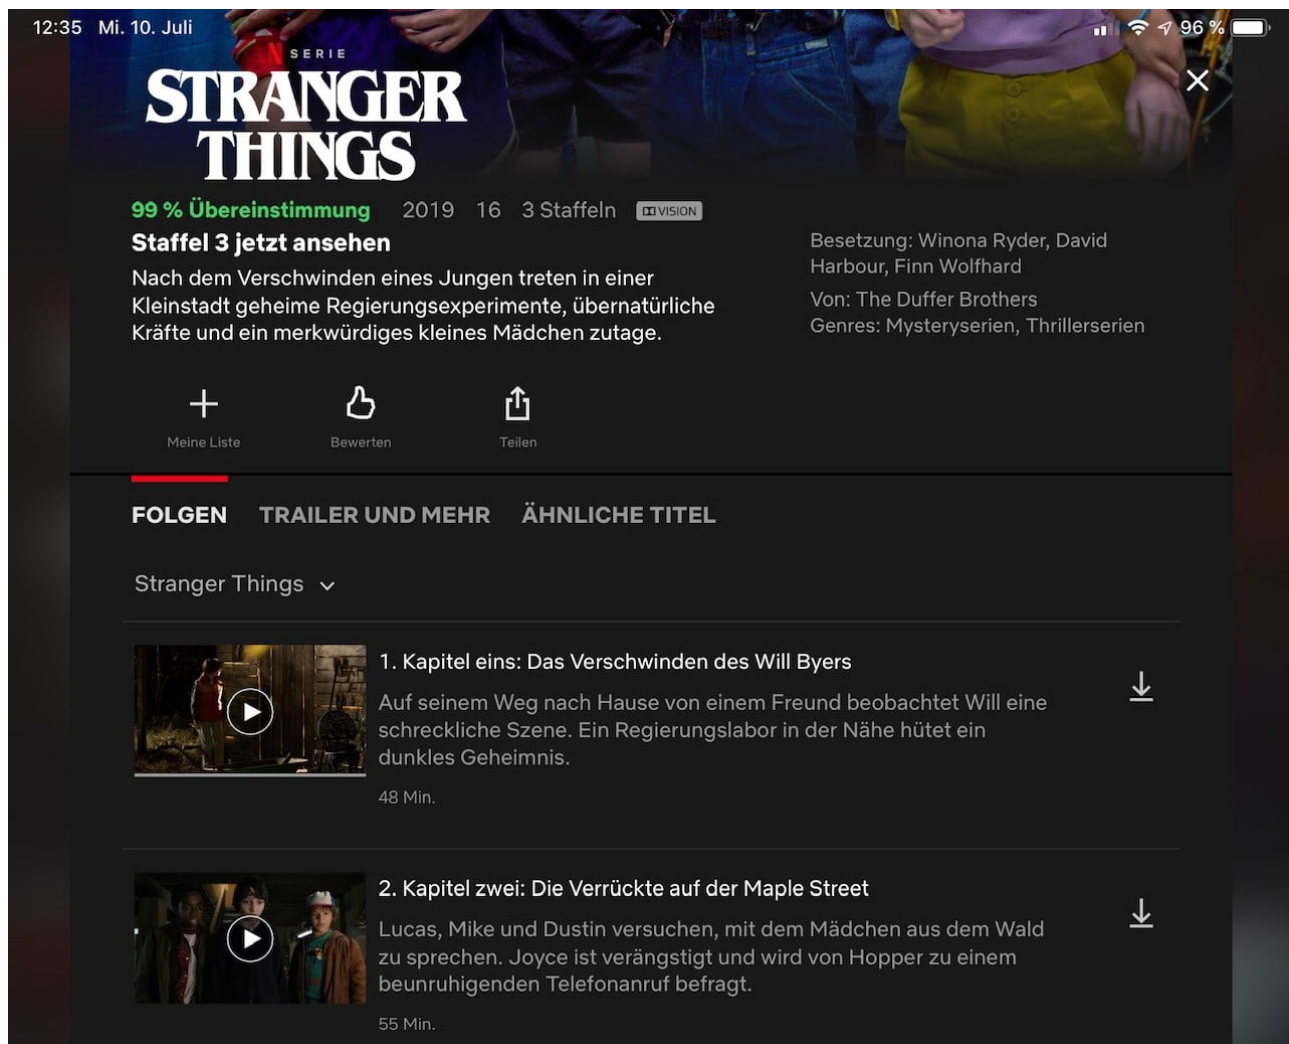 12:35 Mi. 10. Juli
96 %
N SERIE
STRANGER
THINGS
99 % Übereinstimmung 2019 16 3 Staffeln VISION
Staffel 3 jetzt ansehen
Nach dem Verschwinden eines Jungen treten in einer
Kleinstadt geheime Regierungsexperimente, übernatürliche
Kräfte und ein merkwürdiges kleines Mädchen zutage.
Besetzung: Winona Ryder, David
Harbour, Finn Wolfhard
Von: The Duffer Brothers
Genres: Mysteryserien, Thrillerserien
Meine Liste
Bewerten
Teilen
FOLGEN TRAILER UND MEHR ÄHNLICHE TITEL
Stranger Things
1. Kapitel eins: Das Verschwinden des Will Byers
Auf seinem Weg nach Hause von einem Freund beobachtet Will eine
schreckliche Szene. Ein Regierungslabor in der Nähe hütet ein
dunkles Geheimnis.
48 Min.
2. Kapitel zwei: Die Verrückte auf der Maple Street
Lucas, Mike und Dustin versuchen, mit dem Mädchen aus dem Wald
zu sprechen. Joyce ist verängstigt und wird von Hopper zu einem
beunruhigenden Telefonanruf befragt.
55 Min.